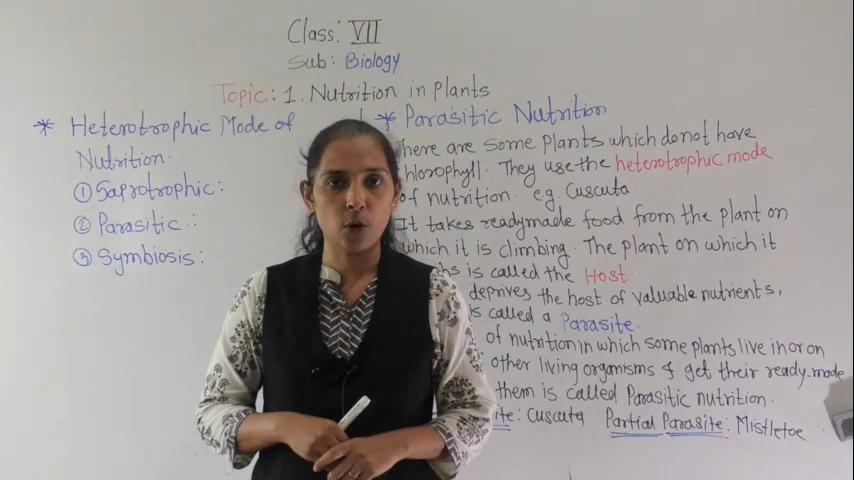 Class: VII
Sub: Biology
Topic: 1. Nutrition in plants
* Heterotrophic Mode of
Nutrition.
① Saprotrophic:
② Parasitic :
③ Symbiosis:
* Parasitic Nutrition
here are some plants which do not have
hlorophyll. They use the heterotrophic mode
of nutrition. e.g. Cuscuta.
It takes readymade food from the plant on
which it is climbing. The plant on which it
is called the Host.
deprives the host of valuable nutrients,
is called a Parasite.
of nutrition in which some plants live in or on
other living organisms & get their ready-made
them is called Parasitic nutrition.
ite: Cuscuta Partial Parasite: Mistletoe